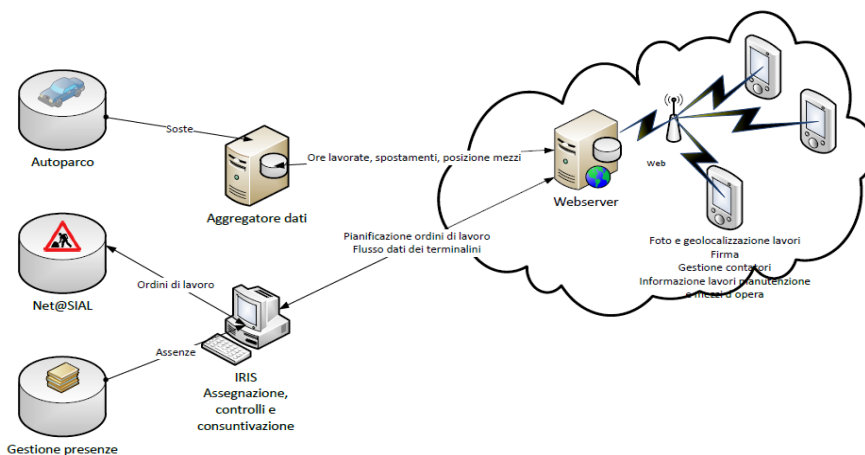 Autoparco
Soste
Aggregatore dati
Ore lavorate, spostamenti, posizione mezzi
Webserver
Web
Net@SIAL
Ordini di lavoro
Pianificazione ordini di lavoro
Flusso dati dei terminalini
Foto e geolocalizzazione lavori
Firma
Gestione contatori
Informazione lavori manutenzione
e mezzi d'opera
Gestione presenze
Assenze
IRIS
Assegnazione,
controlli e
consuntivazione